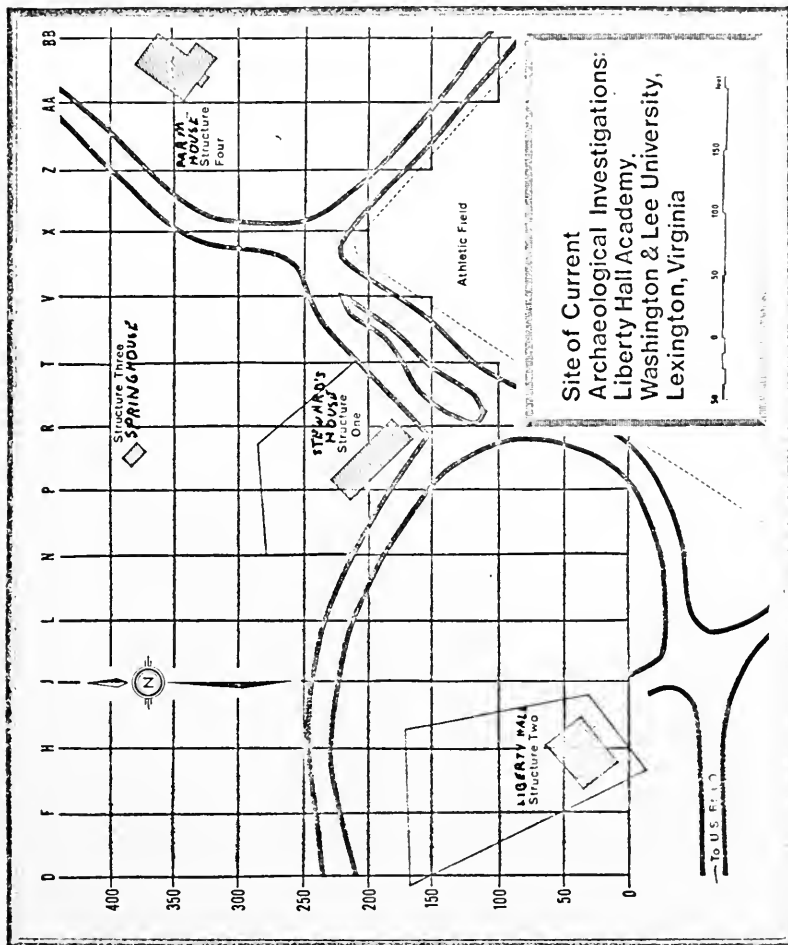 D F H J L N P R T V X Z AA BB
400
350
300
250
200
150
100
50
0
N
Structure Three
SPRINGHOUSE
FARM
HOUSE
Structure
Four
STEWARD'S
HOUSE
Structure
One
LIBERTY HALL
Structure Two
Athletic Field
To U.S.
Site of Current
Archaeological Investigations:
Liberty Hall Academy,
Washington & Lee University,
Lexington, Virginia
50 0 50 100 150 feet